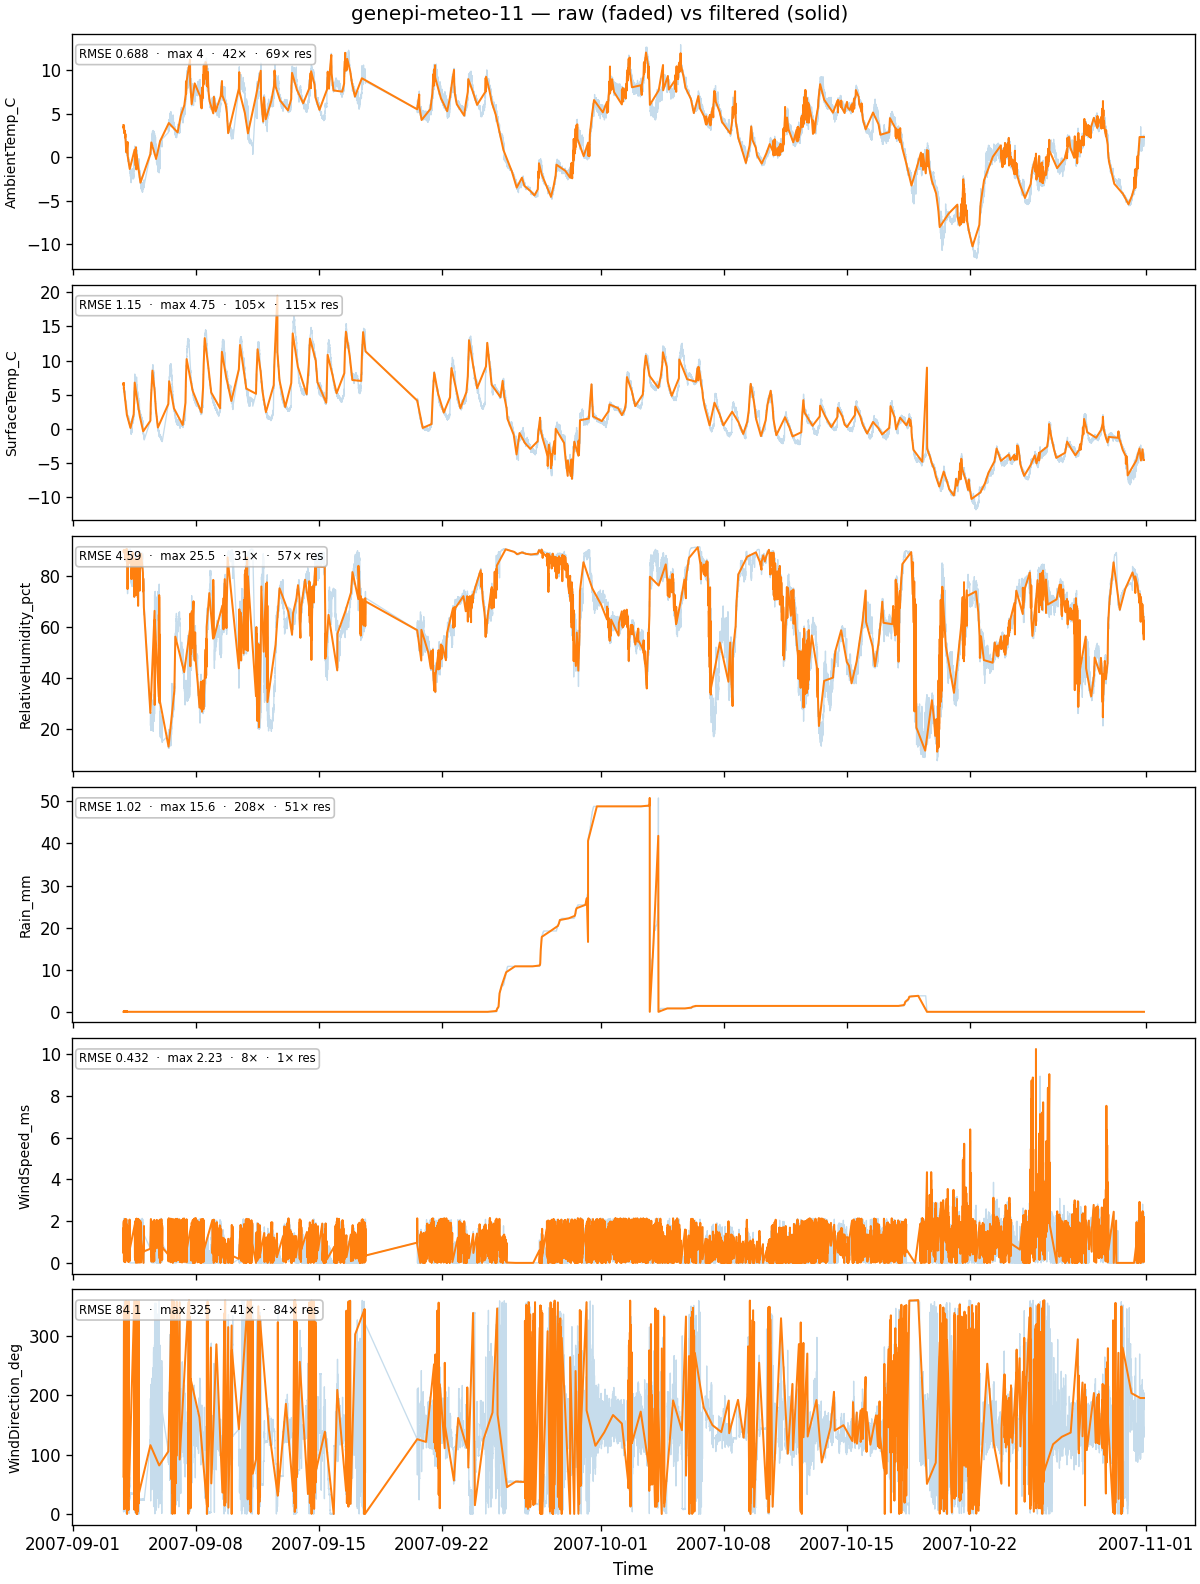 genepi-meteo-11 — raw (faded) vs filtered (solid)
RMSE 0.688 · max 4 · 42× · 69× res
AmbientTemp_C
10
5
0
−5
−10
RMSE 1.15 · max 4.75 · 105× · 115× res
SurfaceTemp_C
20
15
10
5
0
−5
−10
RMSE 4.59 · max 25.5 · 31× · 57× res
RelativeHumidity_pct
80
60
40
20
RMSE 1.02 · max 15.6 · 208× · 51× res
Rain_mm
50
40
30
20
10
0
RMSE 0.432 · max 2.23 · 8× · 1× res
WindSpeed_ms
10
8
6
4
2
0
RMSE 84.1 · max 325 · 41× · 84× res
WindDirection_deg
300
200
100
0
2007-09-01 2007-09-08 2007-09-15 2007-09-22 2007-10-01 2007-10-08 2007-10-15 2007-10-22 2007-11-01
Time